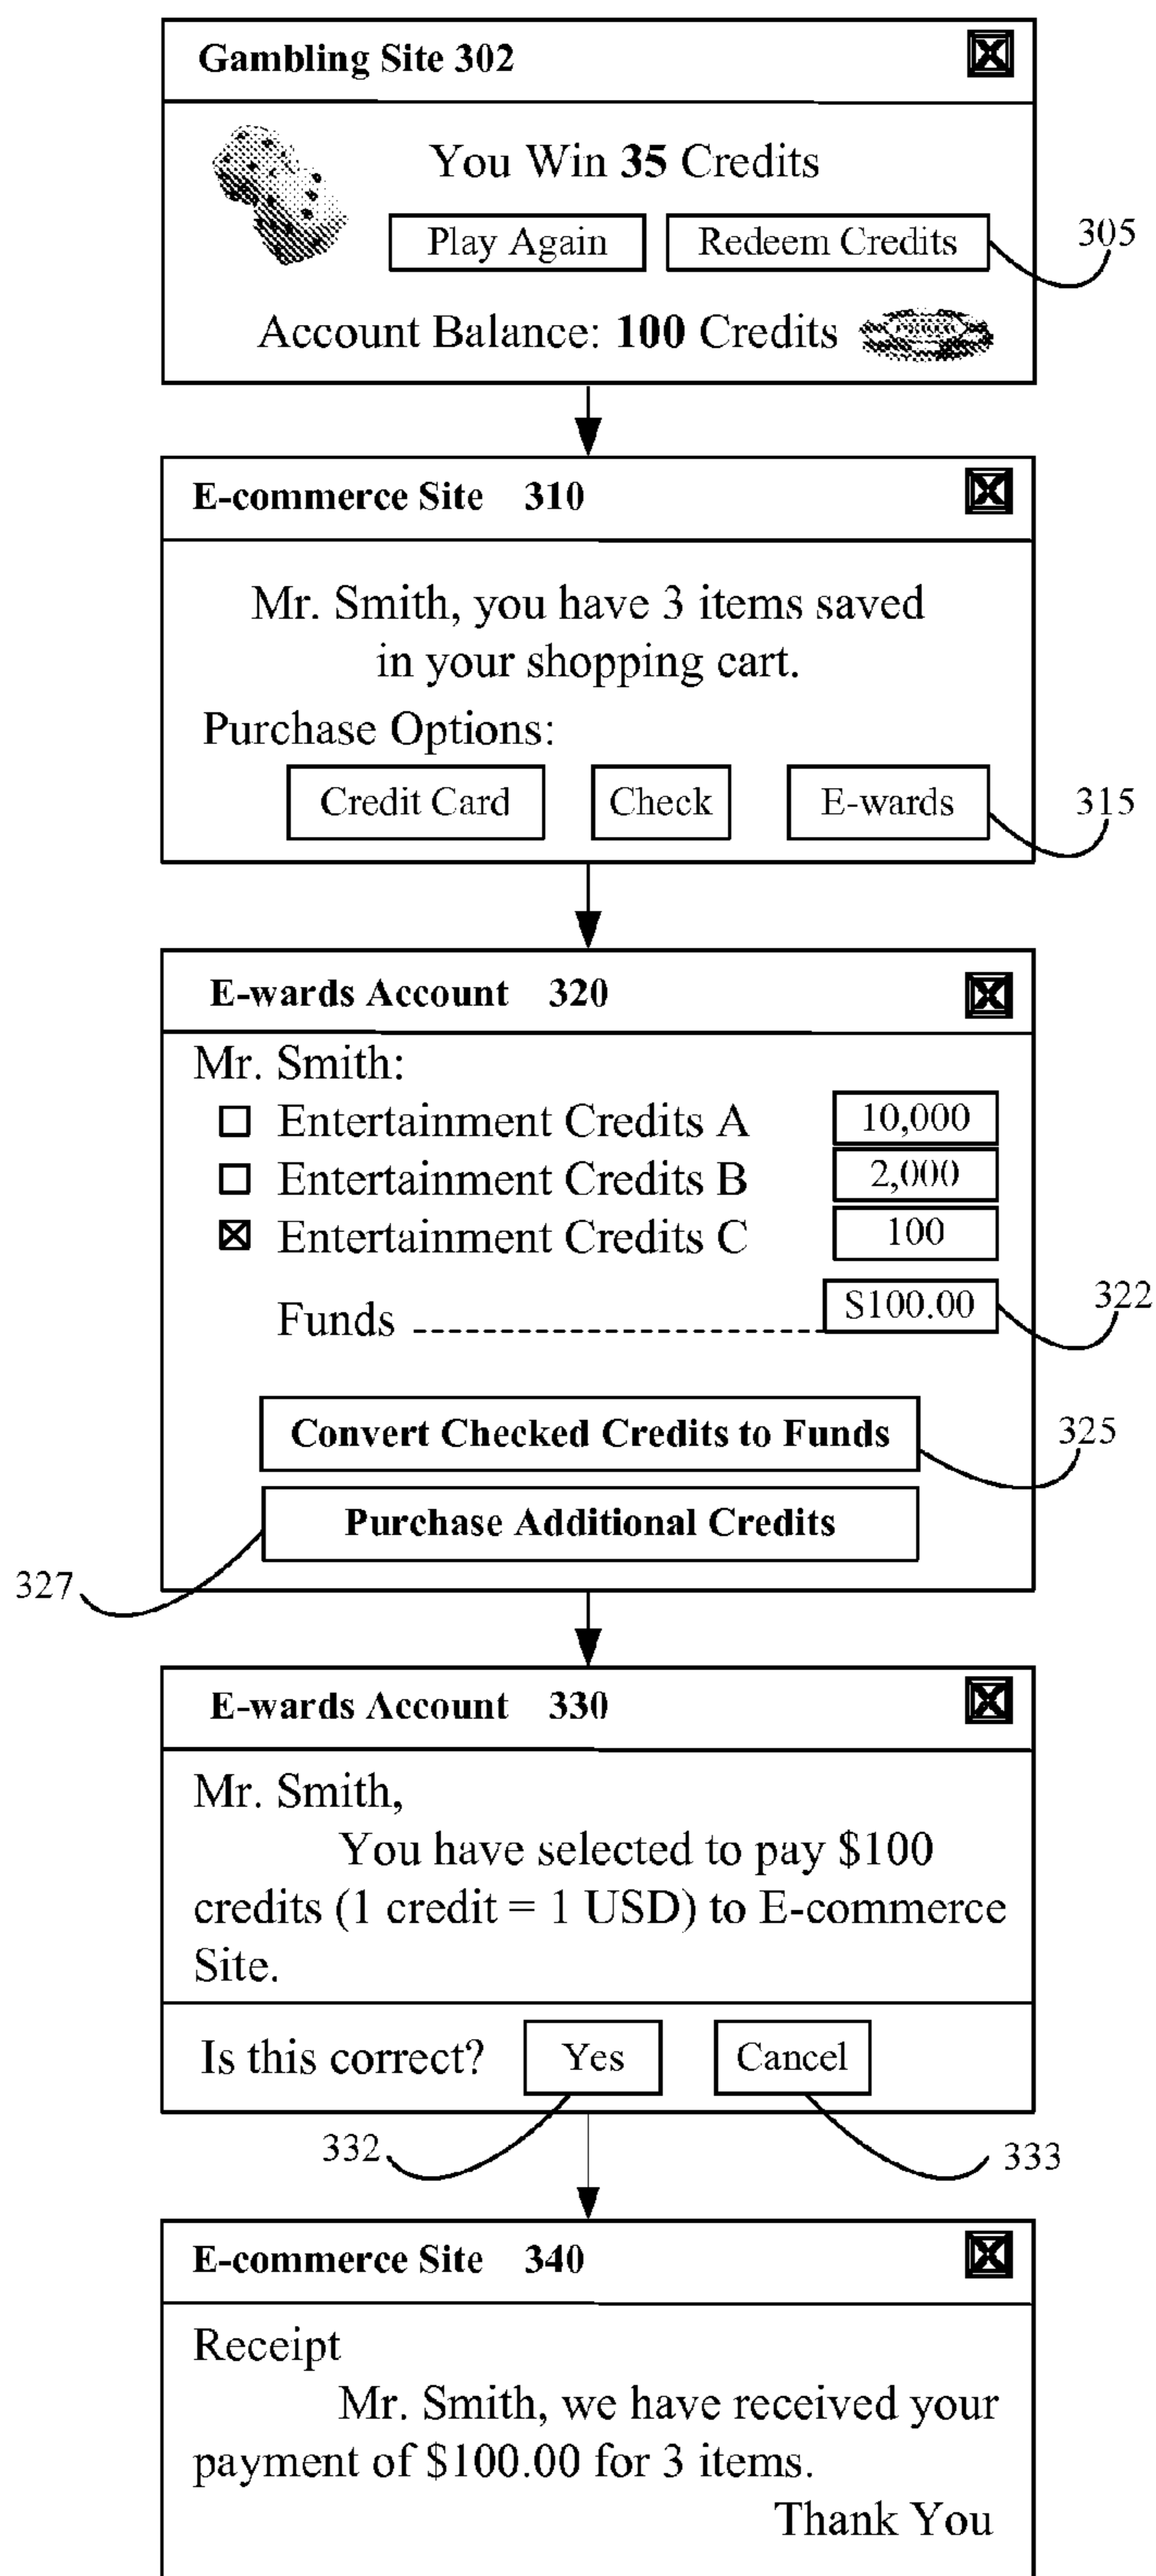 Gambling Site 302
You Win 35 Credits
Play Again
Redeem Credits
305
Account Balance: 100 Credits
E-commerce Site 310
Mr. Smith, you have 3 items saved
in your shopping cart.
Purchase Options:
Credit Card
Check
E-wards
315
E-wards Account 320
Mr. Smith:
Entertainment Credits A 10,000
Entertainment Credits B 2,000
Entertainment Credits C 100
Funds $100.00
322
Convert Checked Credits to Funds
325
Purchase Additional Credits
327
E-wards Account 330
Mr. Smith,
You have selected to pay $100
credits (1 credit = 1 USD) to E-commerce
Site.
Is this correct? Yes Cancel
332
333
E-commerce Site 340
Receipt
Mr. Smith, we have received your
payment of $100.00 for 3 items.
Thank You